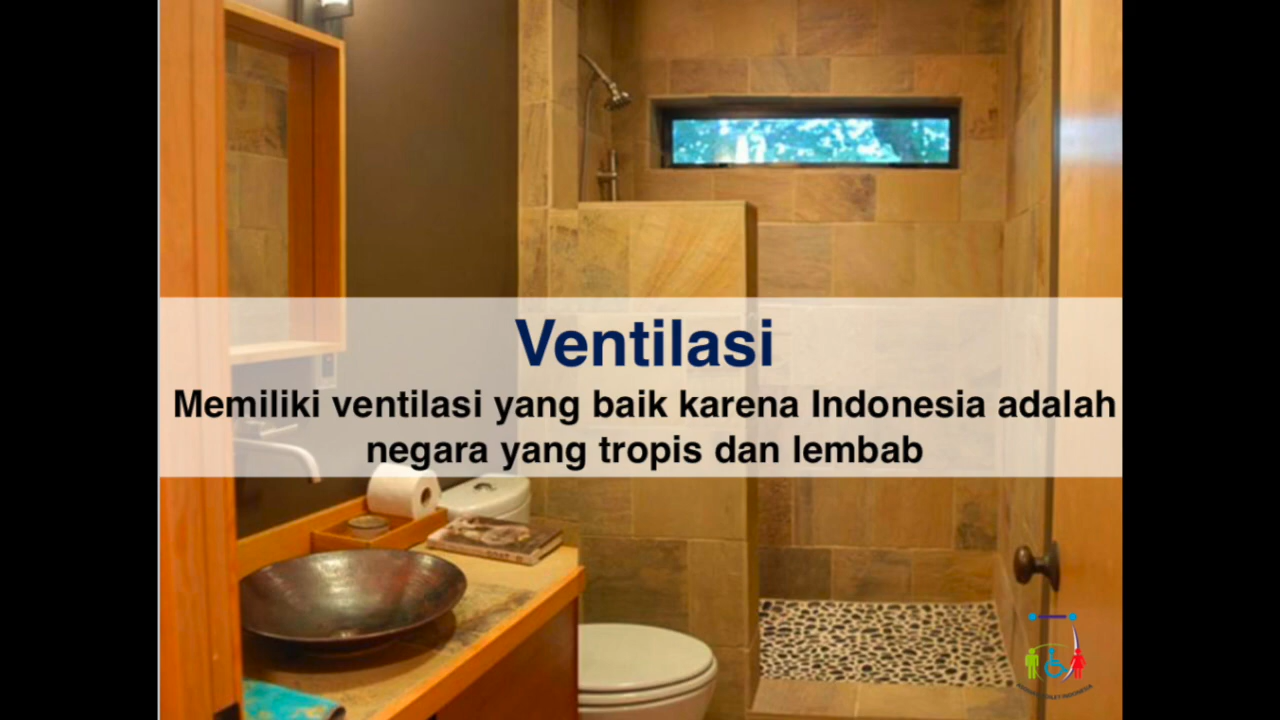 Ventilasi
Memiliki ventilasi yang baik karena Indonesia adalah
negara yang tropis dan lembab